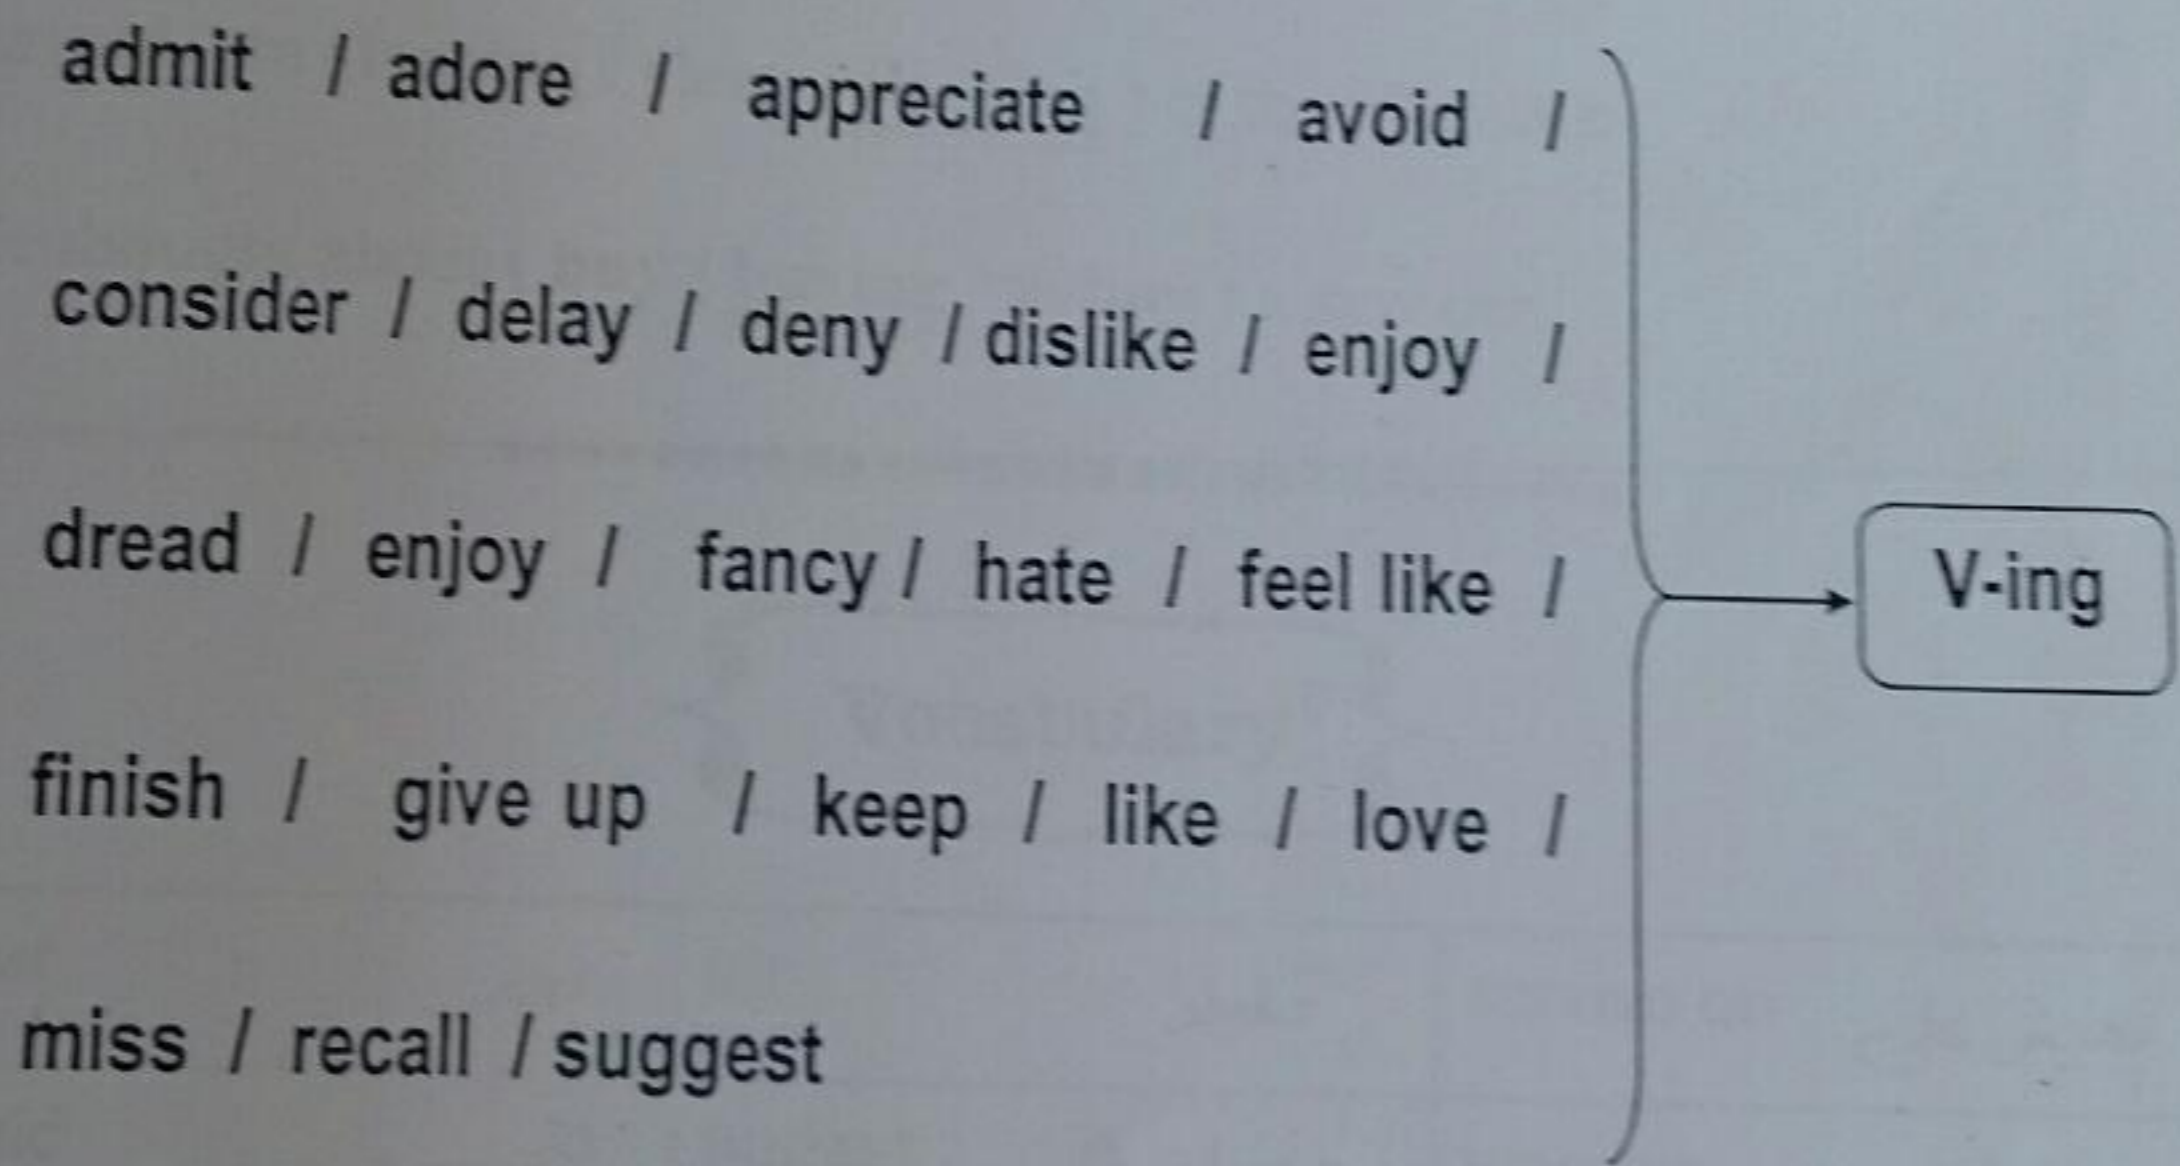 admit / adore / appreciate / avoid /
consider / delay / deny / dislike / enjoy /
dread / enjoy / fancy / hate / feel like /
V-ing
finish / give up / keep / like / love /
miss / recall / suggest